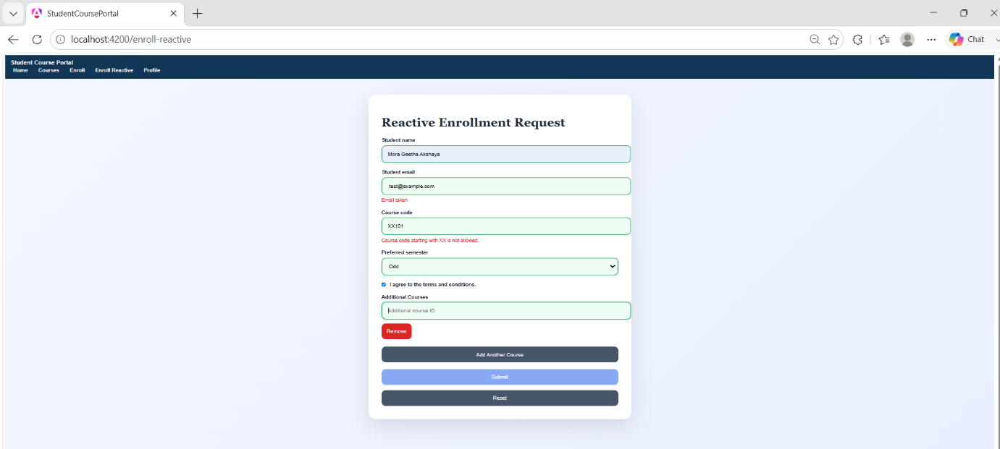 StudentCoursePortal
localhost:4200/enroll-reactive
Chat
Student Course Portal
Home Courses Enroll Enroll Reactive Profile
Reactive Enrollment Request
Student name
Mora Geetha Akshaya
Student email
test@example.com
Email taken
Course code
XX101
Course code starting with XX is not allowed.
Preferred semester
Odd
I agree to the terms and conditions.
Additional Courses
Additional course ID
Remove
Add Another Course
Submit
Reset